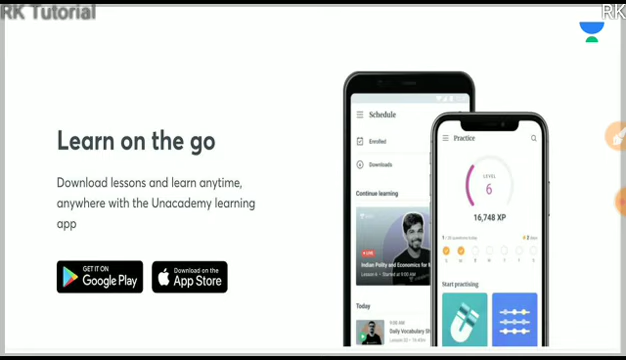 RK Tutorial
RK
Learn on the go
Download lessons and learn anytime,
anywhere with the Unacademy learning
app
GET IT ON
Google Play
Download on the
App Store
Schedule
Enrolled
Downloads
Continue learning
LIVE
Indian Polity and Economics for
Today
Daily Vocabulary
Practice
LEVEL
6
16,748 XP
Start practising